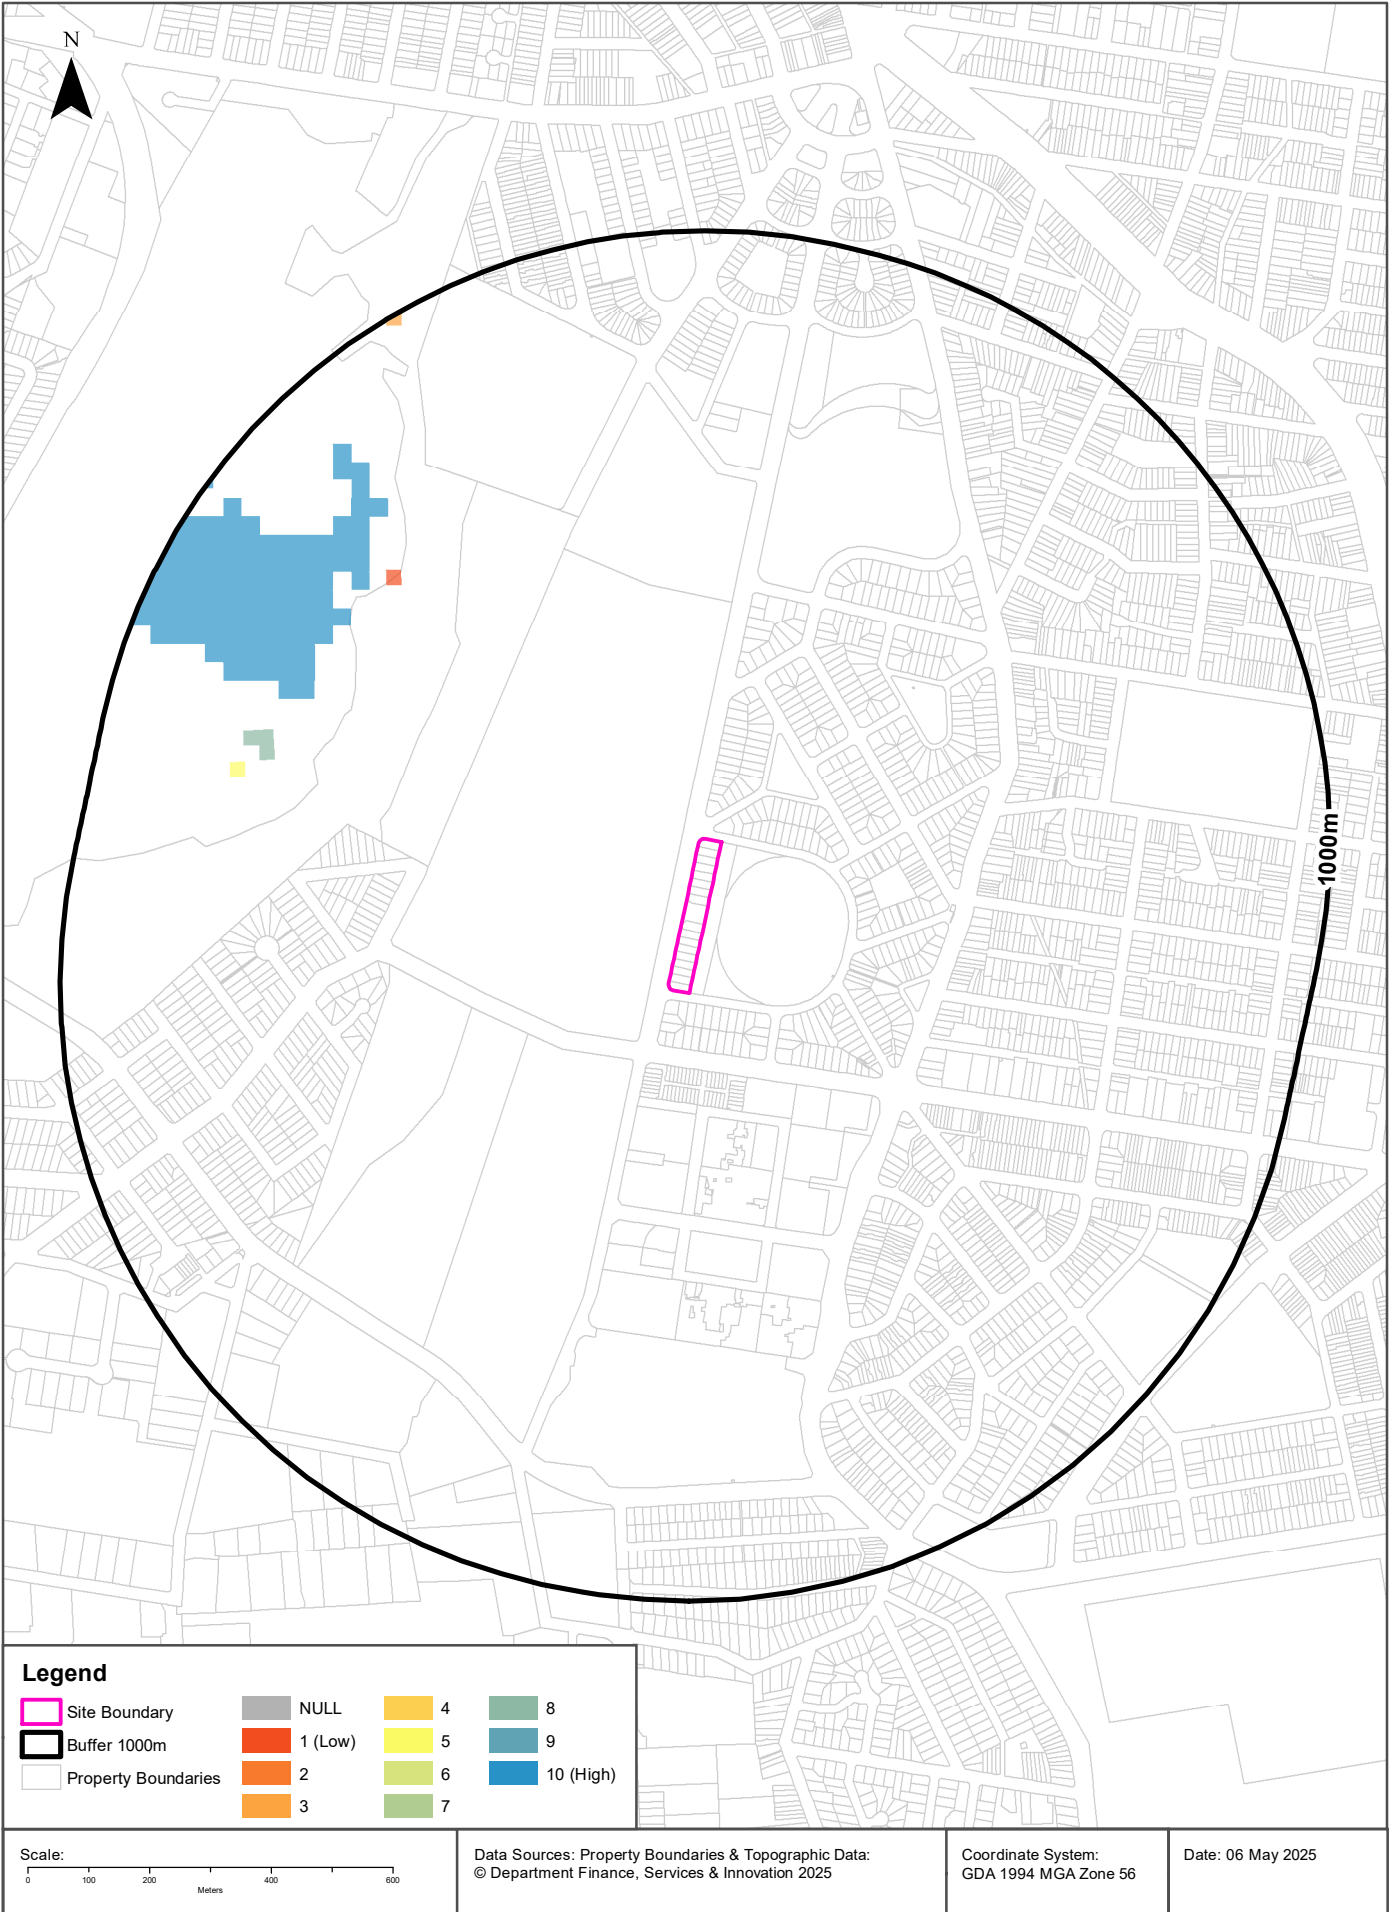 N
1000m
Legend
Site Boundary
Buffer 1000m
Property Boundaries
NULL
1 (Low)
2
3
4
5
6
7
8
9
10 (High)
Scale:
0 100 200 400 600
Meters
Data Sources: Property Boundaries & Topographic Data:
© Department Finance, Services & Innovation 2025
Coordinate System:
GDA 1994 MGA Zone 56
Date: 06 May 2025